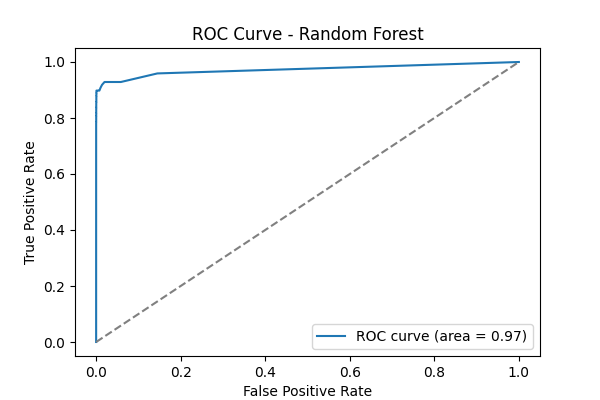 ROC Curve - Random Forest
1.0
0.8
0.6
0.4
0.2
0.0
True Positive Rate
ROC curve (area = 0.97)
0.0 0.2 0.4 0.6 0.8 1.0
False Positive Rate